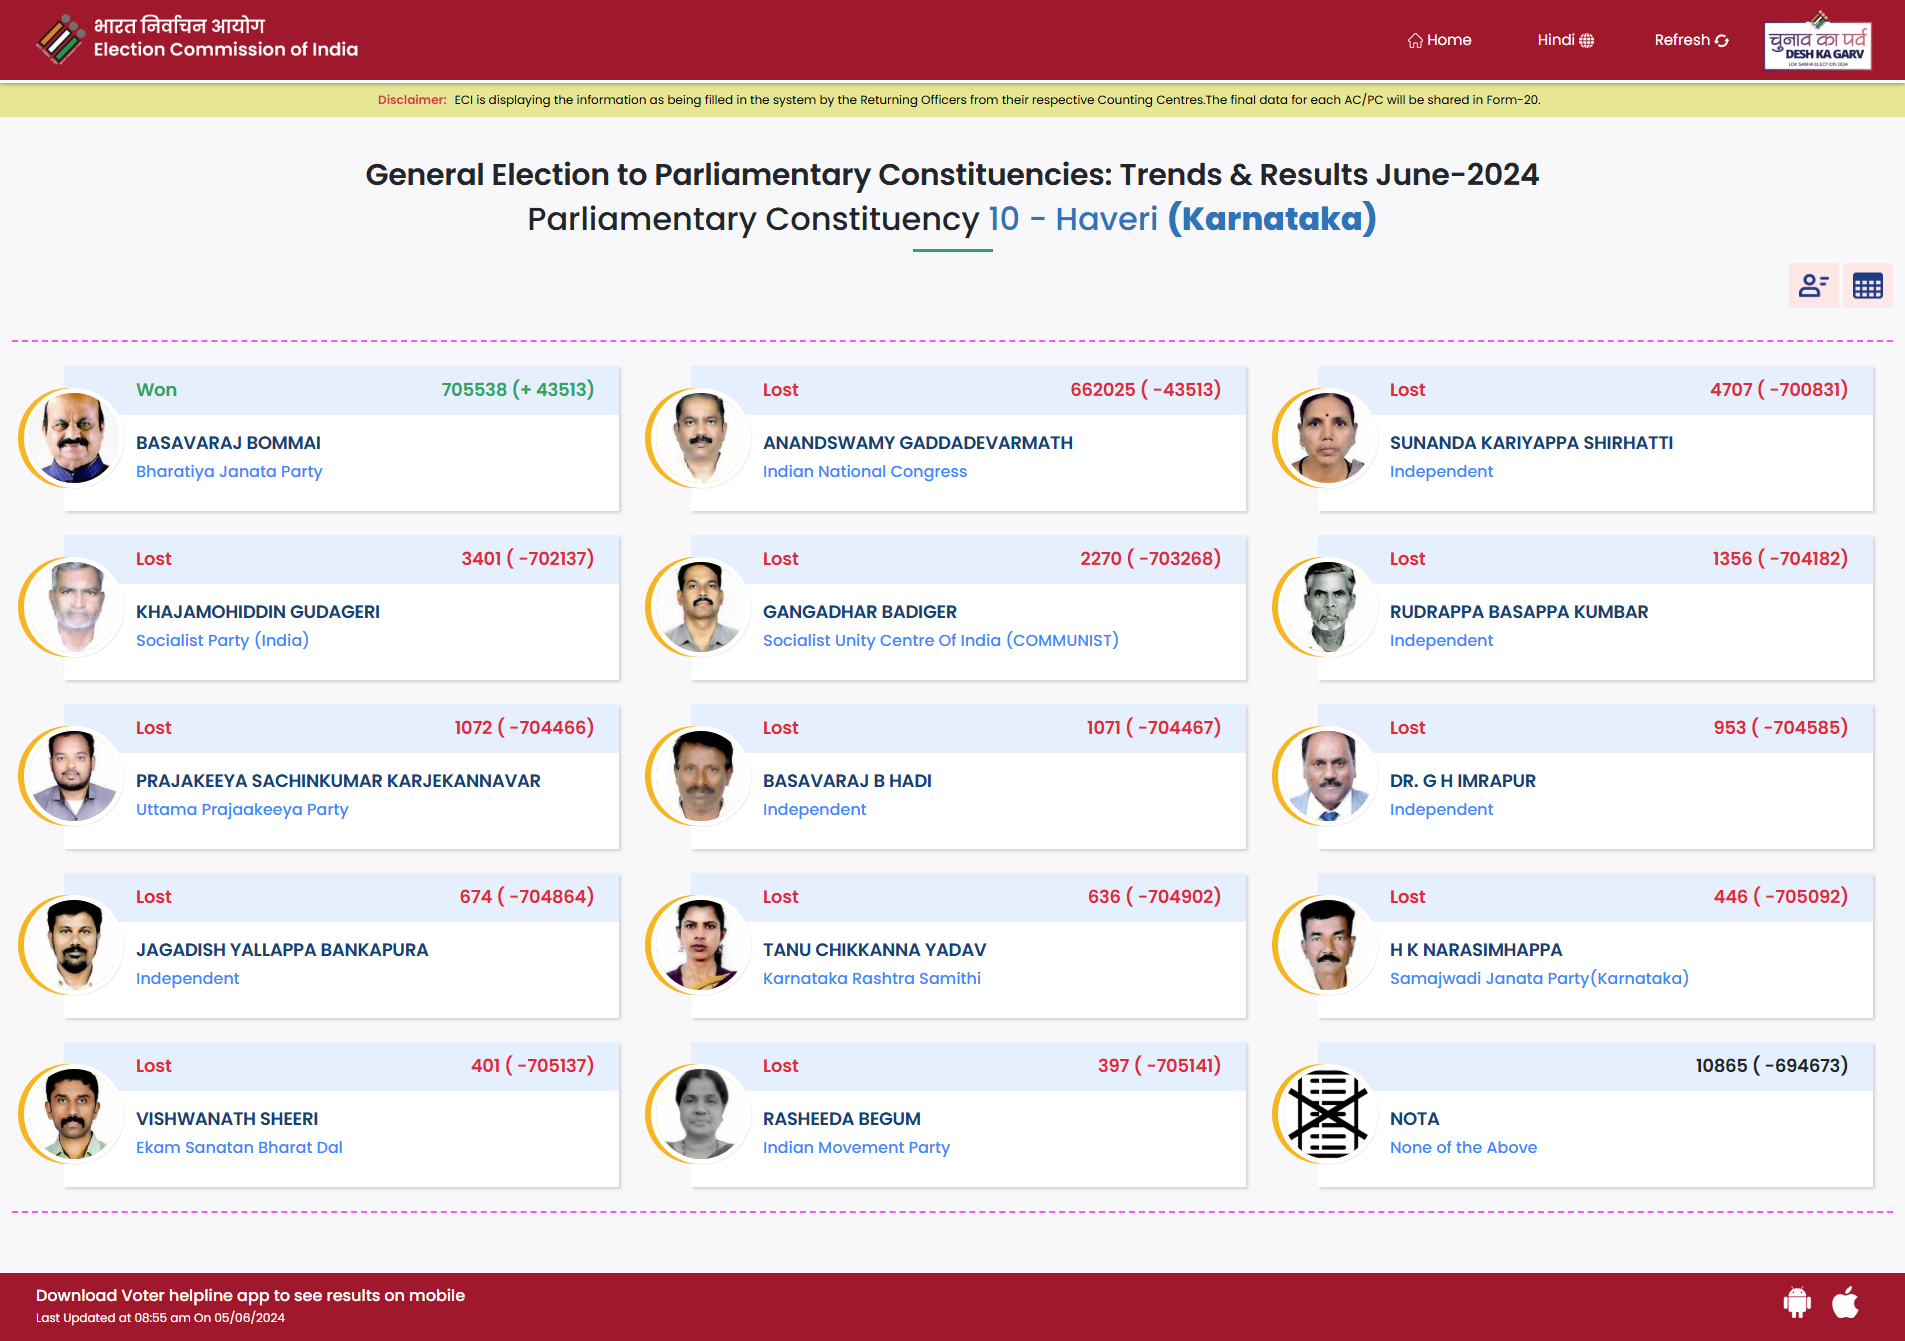 भारत निर्वाचन आयोग
Election Commission of India
Home
Hindi
Refresh
चुनाव का पर्व
DESH KA GARV
LOK SABHA ELECTION 2024
Disclaimer: ECI is displaying the information as being filled in the system by the Returning Officers from their respective Counting Centres.The final data for each AC/PC will be shared in Form-20.
General Election to Parliamentary Constituencies: Trends & Results June-2024
Parliamentary Constituency 10 - Haveri (Karnataka)
Won 705538 (+ 43513)
BASAVARAJ BOMMAI
Bharatiya Janata Party
Lost 662025 ( -43513)
ANANDSWAMY GADDADEVARMATH
Indian National Congress
Lost 4707 ( -700831)
SUNANDA KARIYAPPA SHIRHATTI
Independent
Lost 3401 ( -702137)
KHAJAMOHIDDIN GUDAGERI
Socialist Party (India)
Lost 2270 ( -703268)
GANGADHAR BADIGER
Socialist Unity Centre Of India (COMMUNIST)
Lost 1356 ( -704182)
RUDRAPPA BASAPPA KUMBAR
Independent
Lost 1072 ( -704466)
PRAJAKEEYA SACHINKUMAR KARJEKANNAVAR
Uttama Prajaakeeya Party
Lost 1071 ( -704467)
BASAVARAJ B HADI
Independent
Lost 953 ( -704585)
DR. G H IMRAPUR
Independent
Lost 674 ( -704864)
JAGADISH YALLAPPA BANKAPURA
Independent
Lost 636 ( -704902)
TANU CHIKKANNA YADAV
Karnataka Rashtra Samithi
Lost 446 ( -705092)
H K NARASIMHAPPA
Samajwadi Janata Party(Karnataka)
Lost 401 ( -705137)
VISHWANATH SHEERI
Ekam Sanatan Bharat Dal
Lost 397 ( -705141)
RASHEEDA BEGUM
Indian Movement Party
10865 ( -694673)
NOTA
None of the Above
Download Voter helpline app to see results on mobile
Last Updated at 08:55 am On 05/06/2024